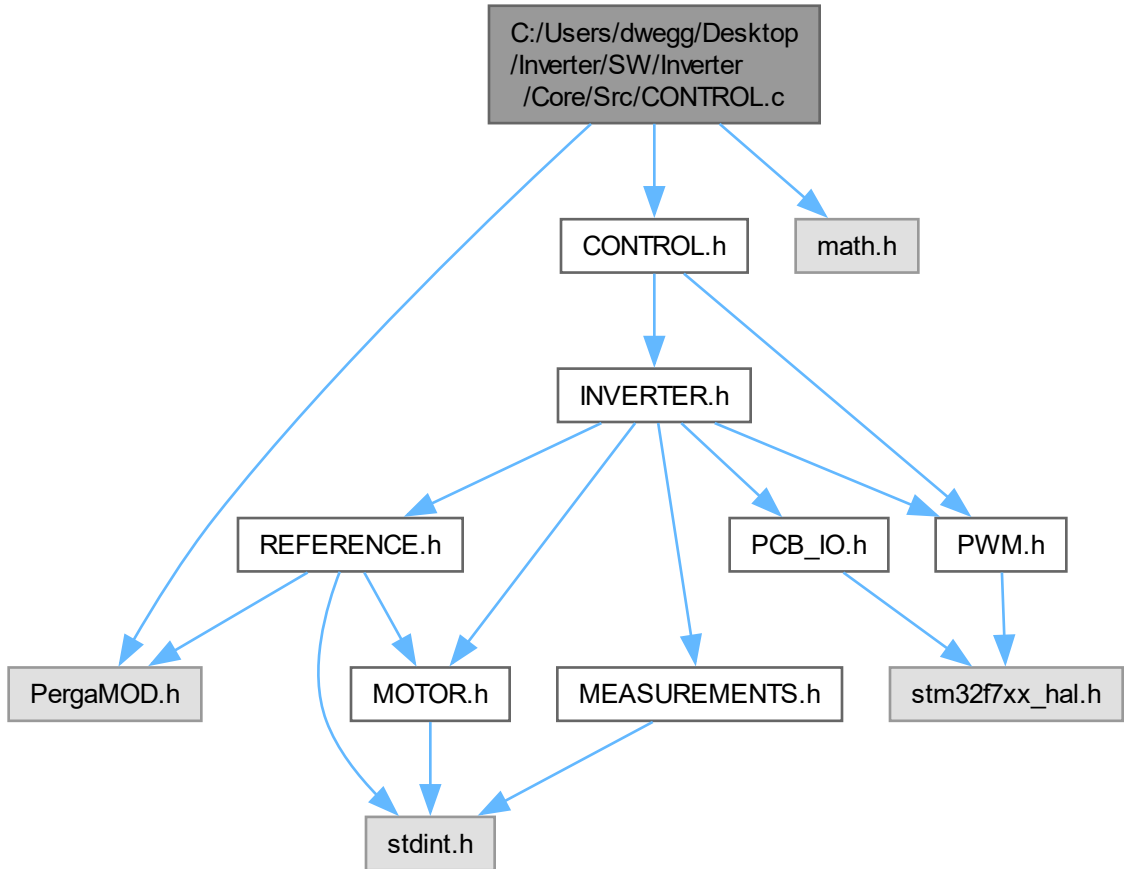 C:/Users/dwegg/Desktop
/Inverter/SW/Inverter
/Core/Src/CONTROL.c
CONTROL.h
math.h
INVERTER.h
REFERENCE.h
PCB_IO.h
PWM.h
PergaMOD.h
MOTOR.h
MEASUREMENTS.h
stm32f7xx_hal.h
stdint.h